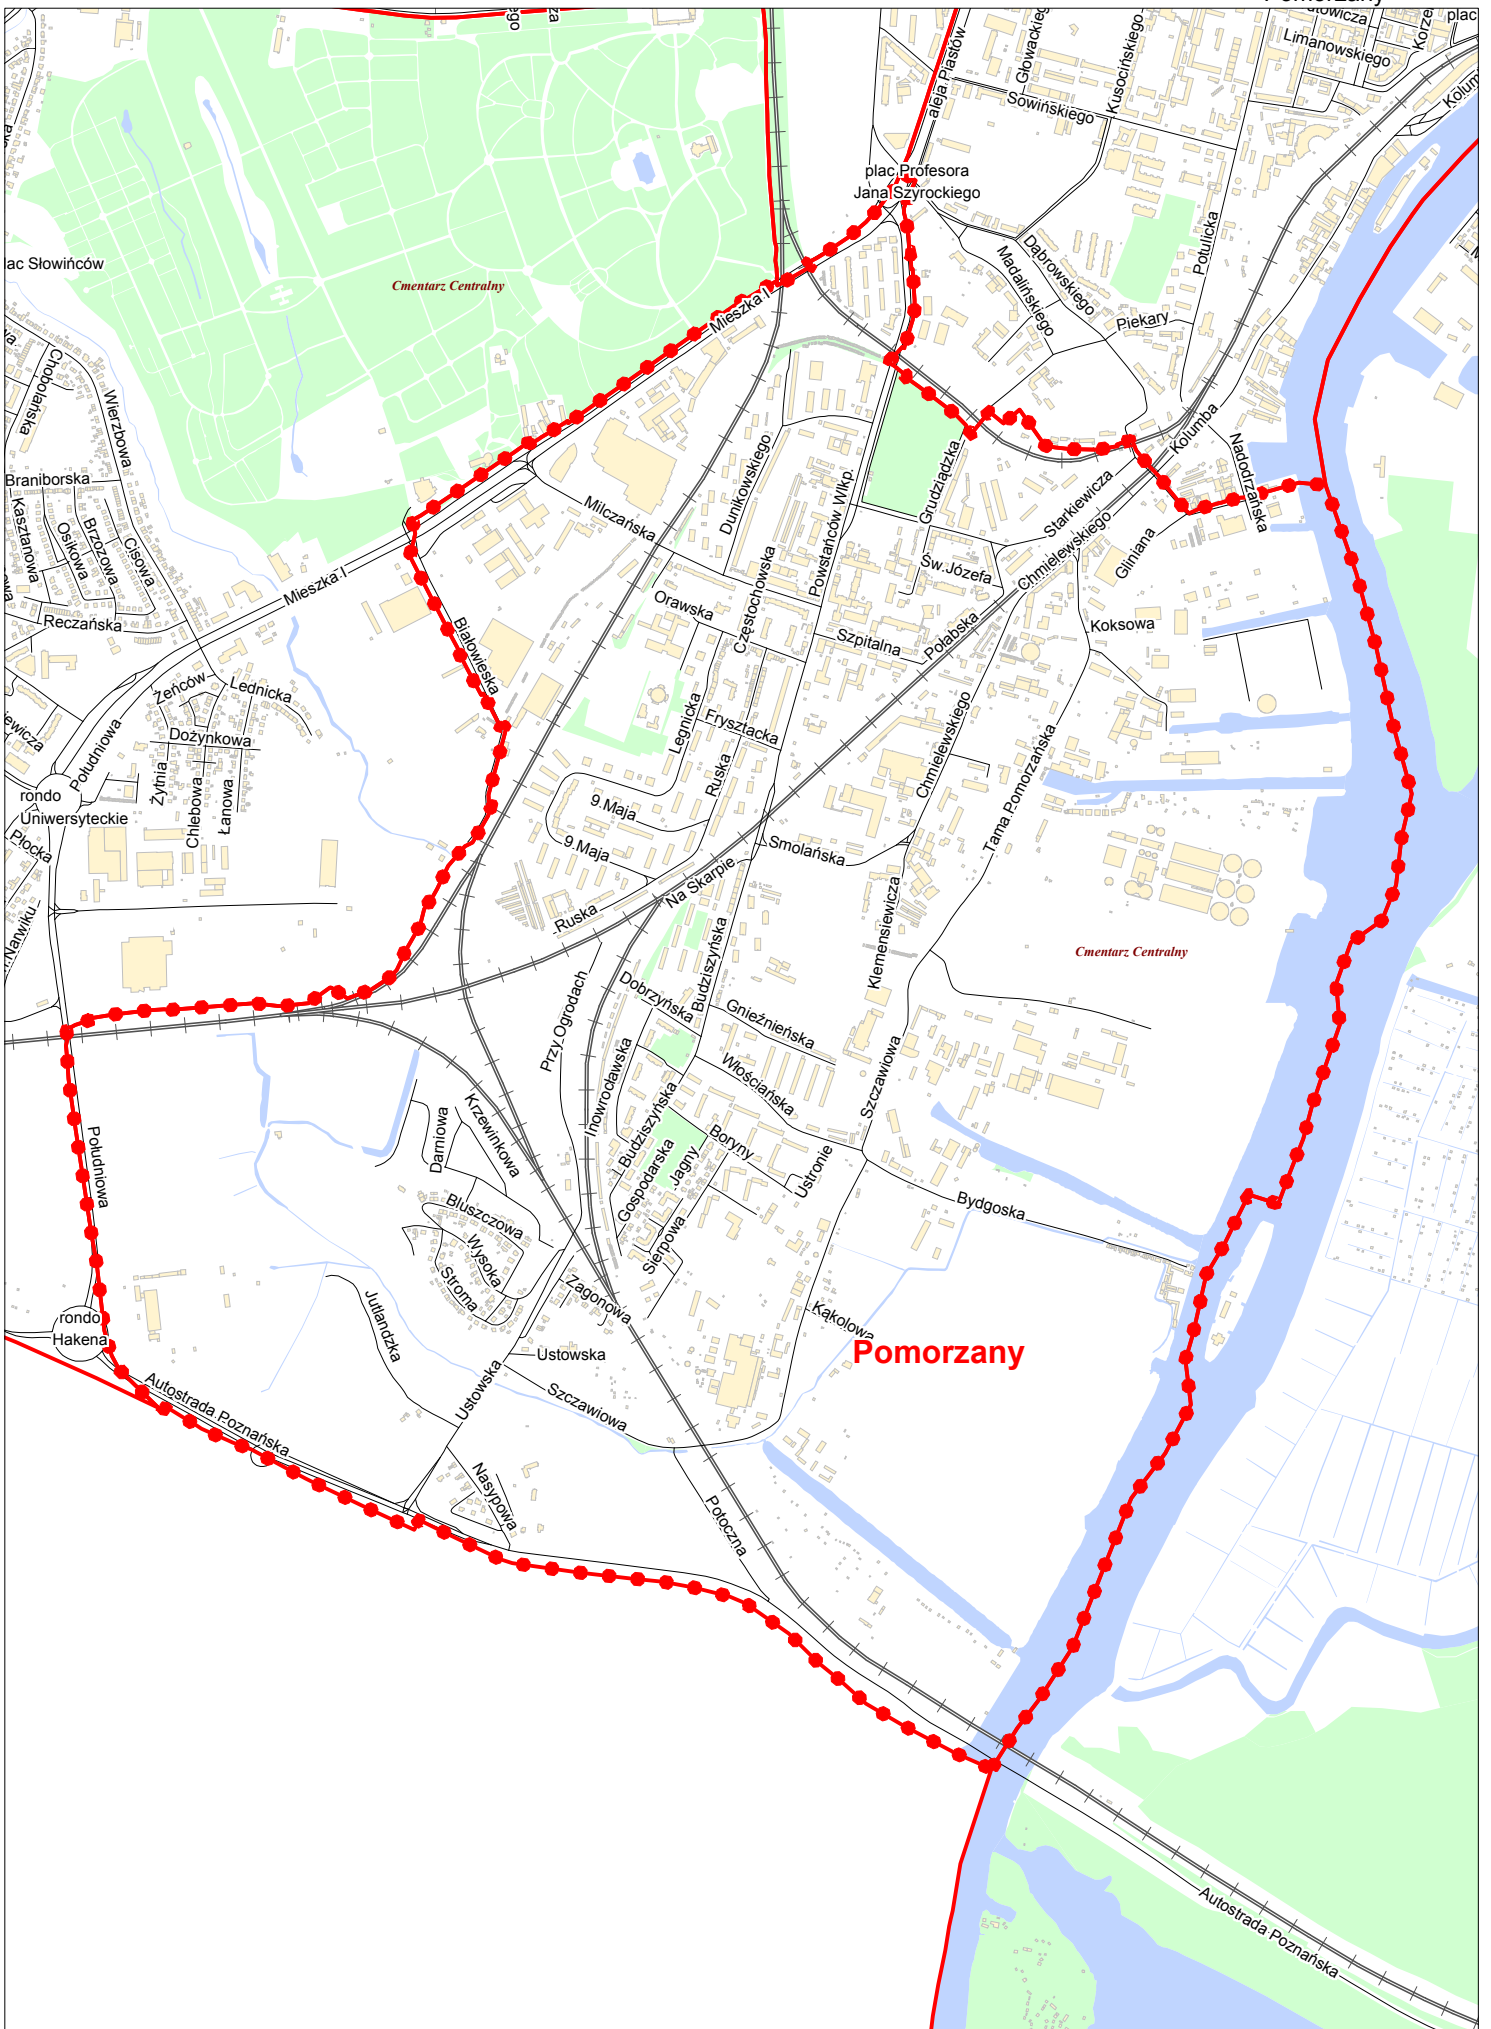 Pomorzany
plac
Limanowskiego
aleja Piastów
Sowińskiego
Kusocińskiego
plac Profesora
Jana Szyrockiego
Potulicka
Dąbrowskiego
Madalińskiego
Piekary
lac Słowińców
Cmentarz Centralny
Mieszka I
Chobolańska
Wierzbowa
Kolumba
Nadodrzańska
Braniborska
Kasztanowa
Osikowa
Brzozowa
Cisowa
Reczańska
Mieszka I
Milczańska
Dunikowskiego
Powstańców Wlkp.
Grudziądzka
Starkiewicza
Chmielewskiego
Gliniana
Św. Józefa
Częstochowska
Orawska
Szpitalna
Połabska
Koksowa
Białowieska
Żeńców
Lednicka
Dożynkowa
Południowa
Żytnia
Chlebowa
Łanowa
Legnicka
Frysztacka
Ruska
Chmielewskiego
Tama Pomorzańska
rondo
Uniwersyteckie
Płocka
9 Maja
9 Maja
Smolańska
Na Skarpie
Ruska
Klemensiewicza
Cmentarz Centralny
Przy Ogrodach
Dobrzyńska
Budziszyńska
Gnieźnieńska
Włościańska
Szczawiowa
Inowrocławska
Budziszyńska
Damiowa
Krzewinkowa
Południowa
Gospodarska
Jagny
Boryny
Ustronie
Bydgoska
Bluszczowa
Wysoka
Stroma
Sierpowa
Zagonowa
Kąkolowa
rondo
Hakena
Jutlandzka
Ustowska
Pomorzany
Ustowska
Szczawiowa
Autostrada Poznańska
Nasypowa
Potoczna
Autostrada Poznańska